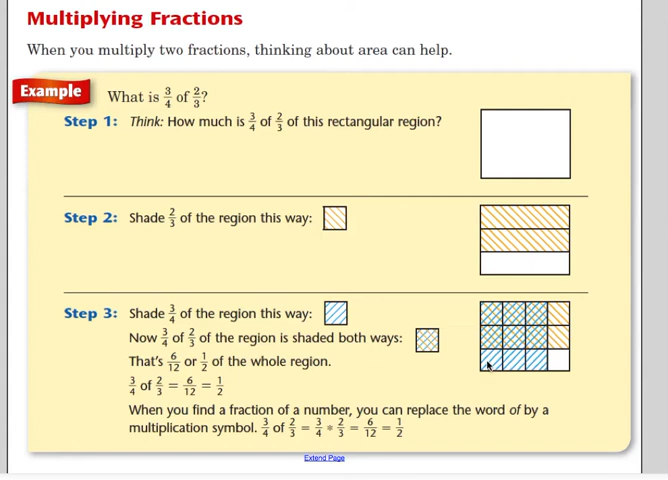 Multiplying Fractions
When you multiply two fractions, thinking about area can help.
Example
What is 3/4 of 2/3?
Step 1: Think: How much is 3/4 of 2/3 of this rectangular region?
Step 2: Shade 2/3 of the region this way:
Step 3: Shade 3/4 of the region this way:
Now 3/4 of 2/3 of the region is shaded both ways:
That's 6/12 or 1/2 of the whole region.
3/4 of 2/3 = 6/12 = 1/2
When you find a fraction of a number, you can replace the word of by a
multiplication symbol. 3/4 of 2/3 = 3/4 * 2/3 = 6/12 = 1/2
Extend Page